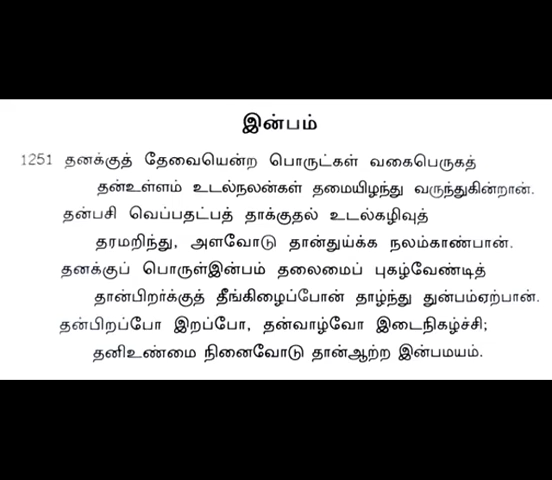 இன்பம்
1251 தனக்குத் தேவையென்ற பொருட்கள் வகைபெருகத்
தன்உள்ளம் உடல்நலன்கள் தமையிழந்து வருந்துகின்றான்.
தன்பசி வெப்பதட்பத் தாக்குதல் உடல்கழிவுத்
தரமறிந்து, அளவோடு தான்துய்க்க நலம்காண்பான்.
தனக்குப் பொருள்இன்பம் தலைமைப் புகழ்வேண்டித்
தான்பிறர்க்குத் தீங்கிழைப்போன் தாழ்ந்து துன்பம்ஏற்பான்.
தன்பிறப்போ இறப்போ, தன்வாழ்வோ இடைநிகழ்ச்சி;
தனிஉண்மை நினைவோடு தான்ஆற்ற இன்பமயம்.